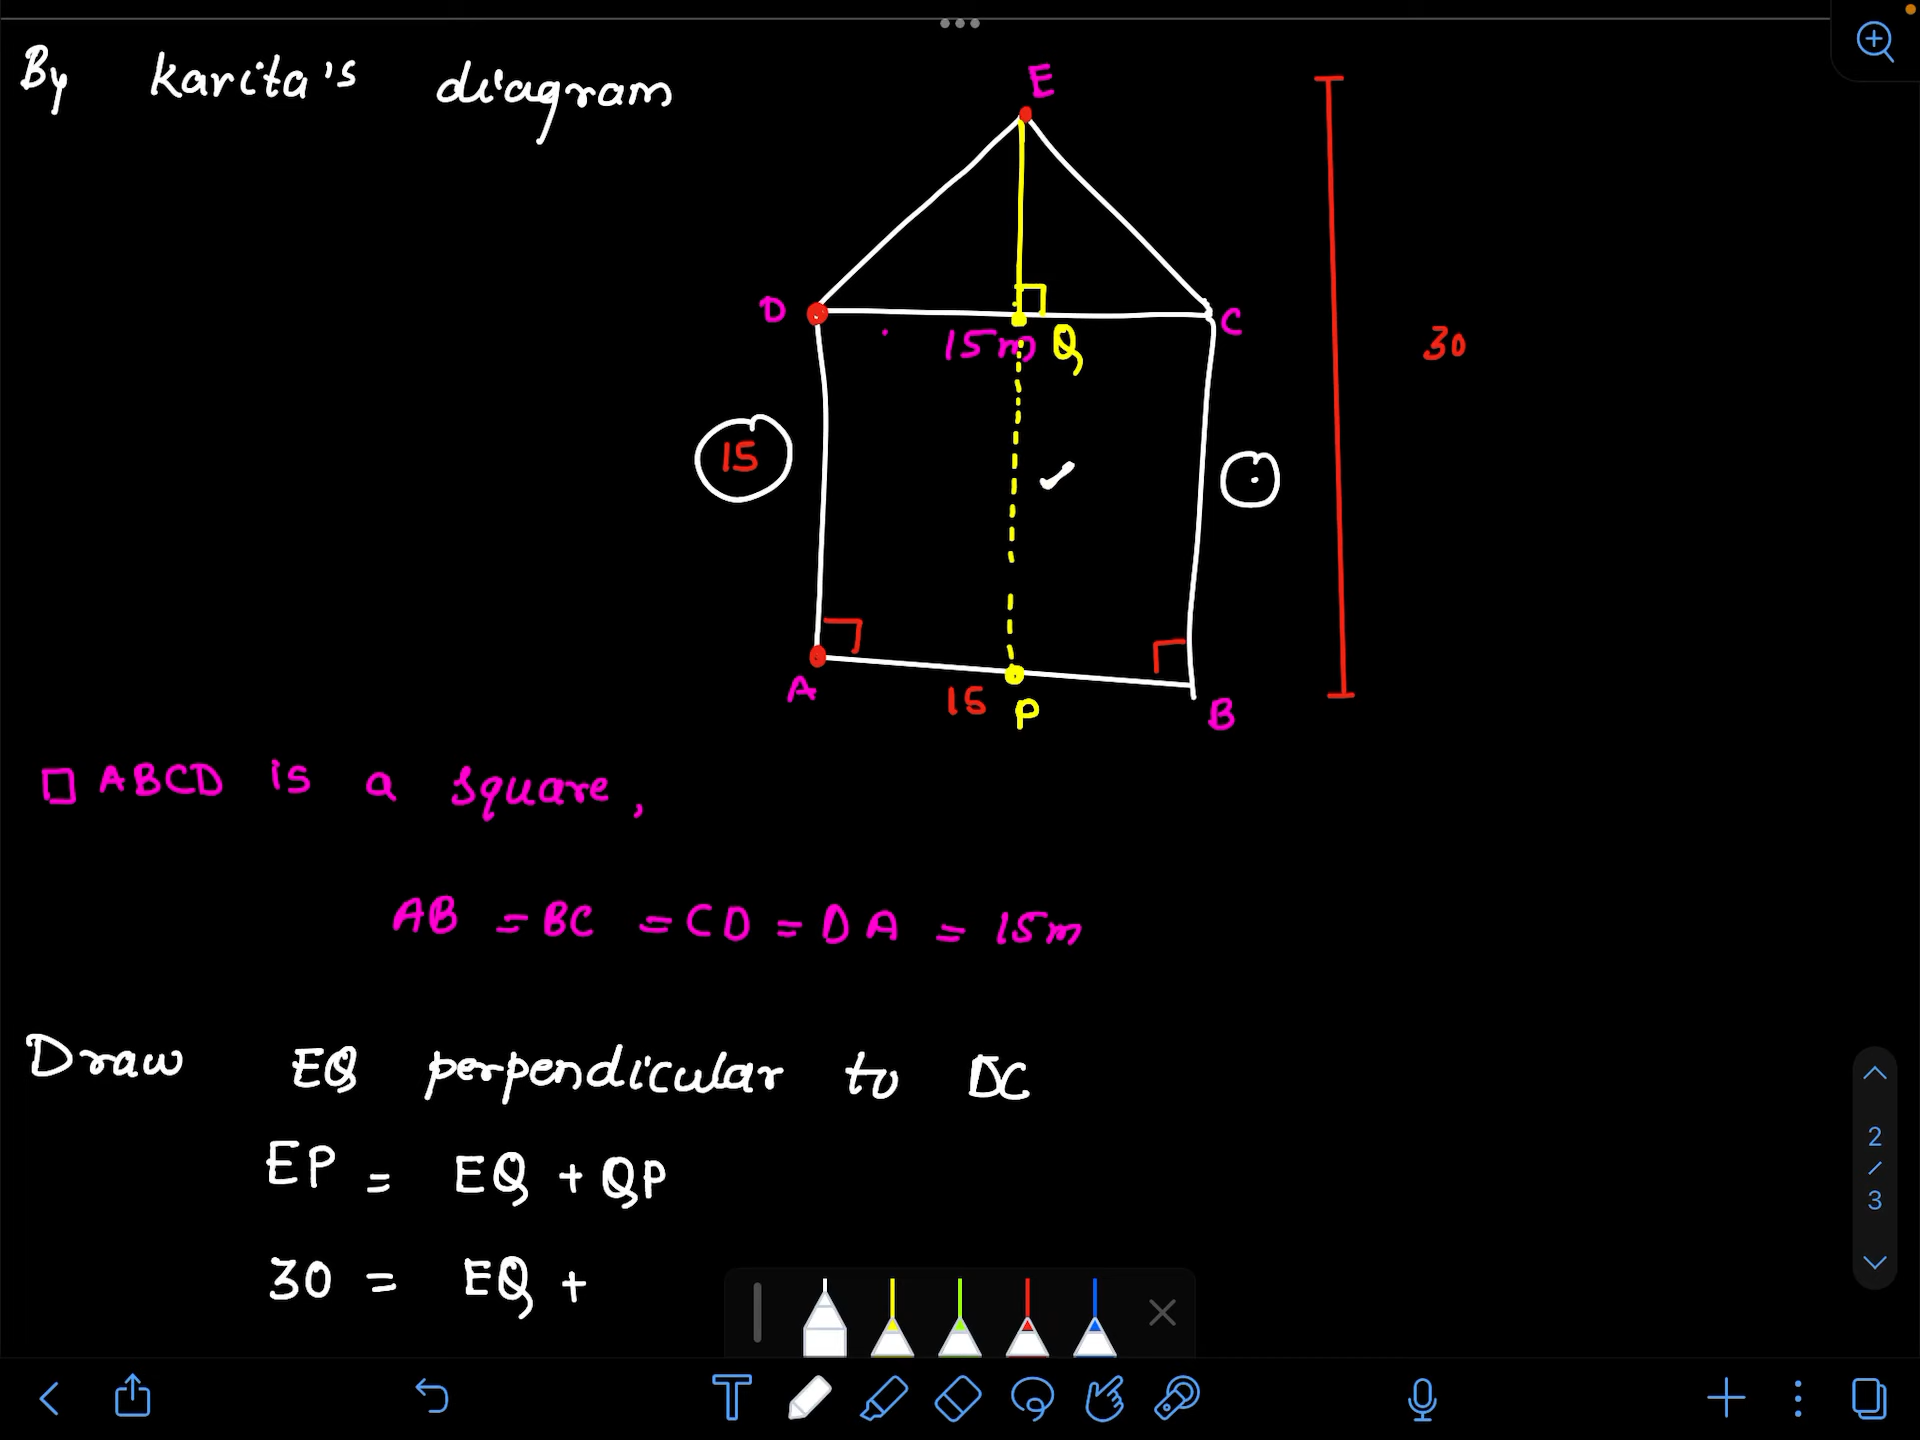 By karita's diagram
E
D
C
15m
Q
30
15
A
15
P
B
□ ABCD is a square,
AB = BC = CD = DA = 15m
Draw EQ perpendicular to DC
EP = EQ + QP
30 = EQ +
2
/
3
T